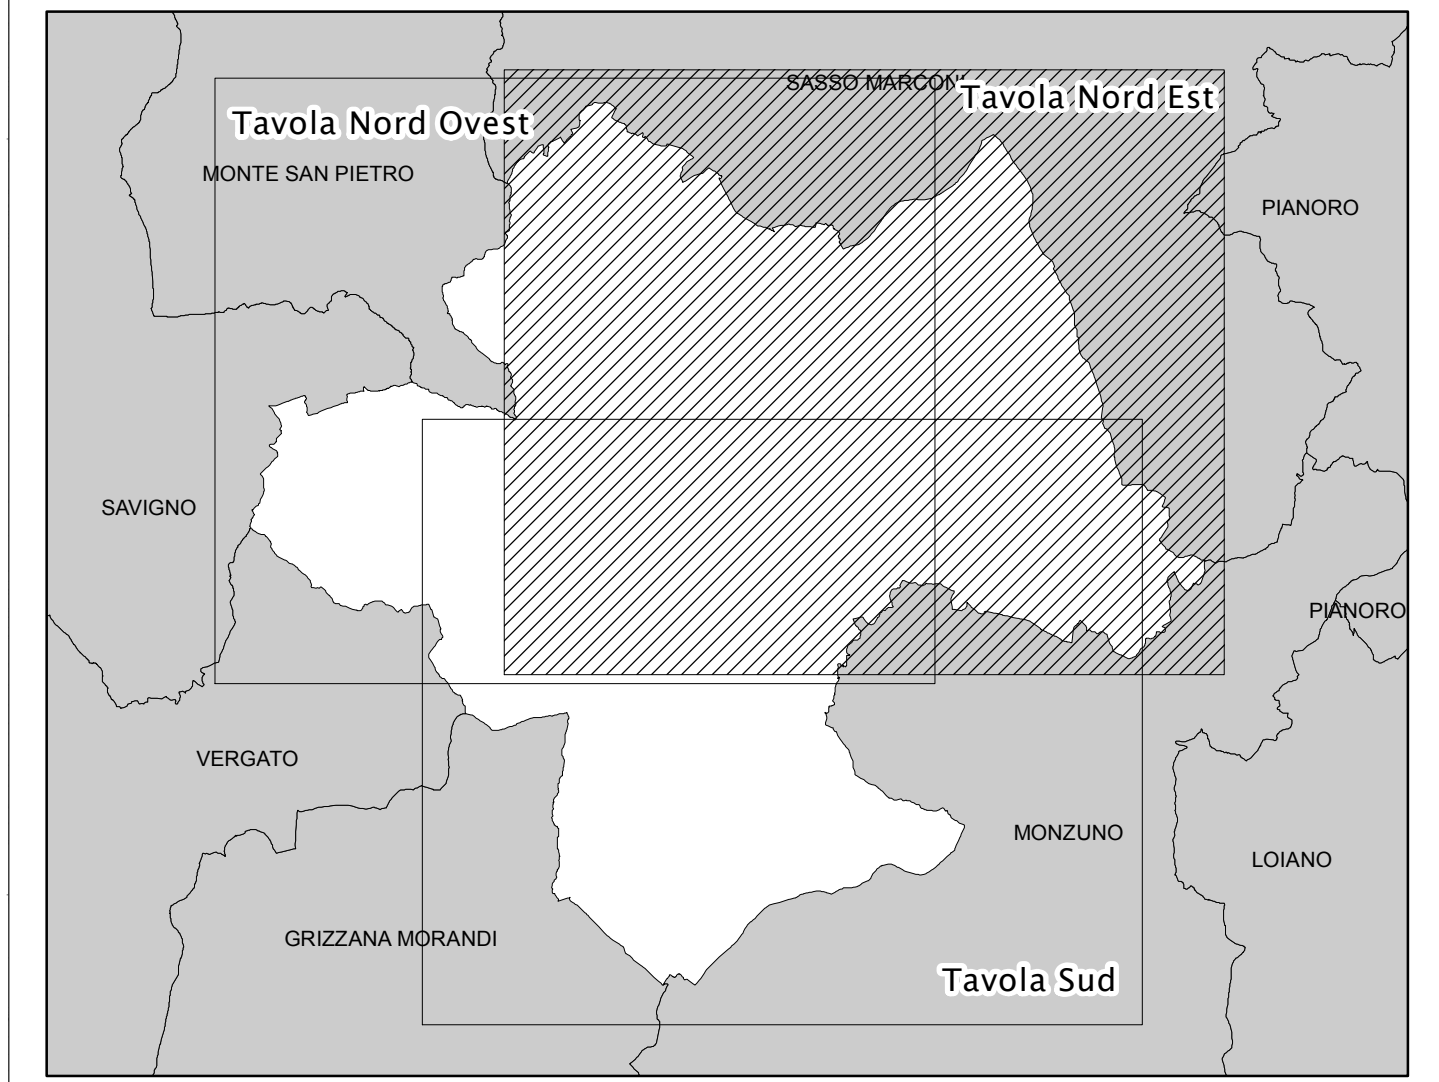 SASSO MARCONI
Tavola Nord Est
Tavola Nord Ovest
MONTE SAN PIETRO
PIANORO
SAVIGNO
PIANORO
VERGATO
MONZUNO
LOIANO
GRIZZANA MORANDI
Tavola Sud